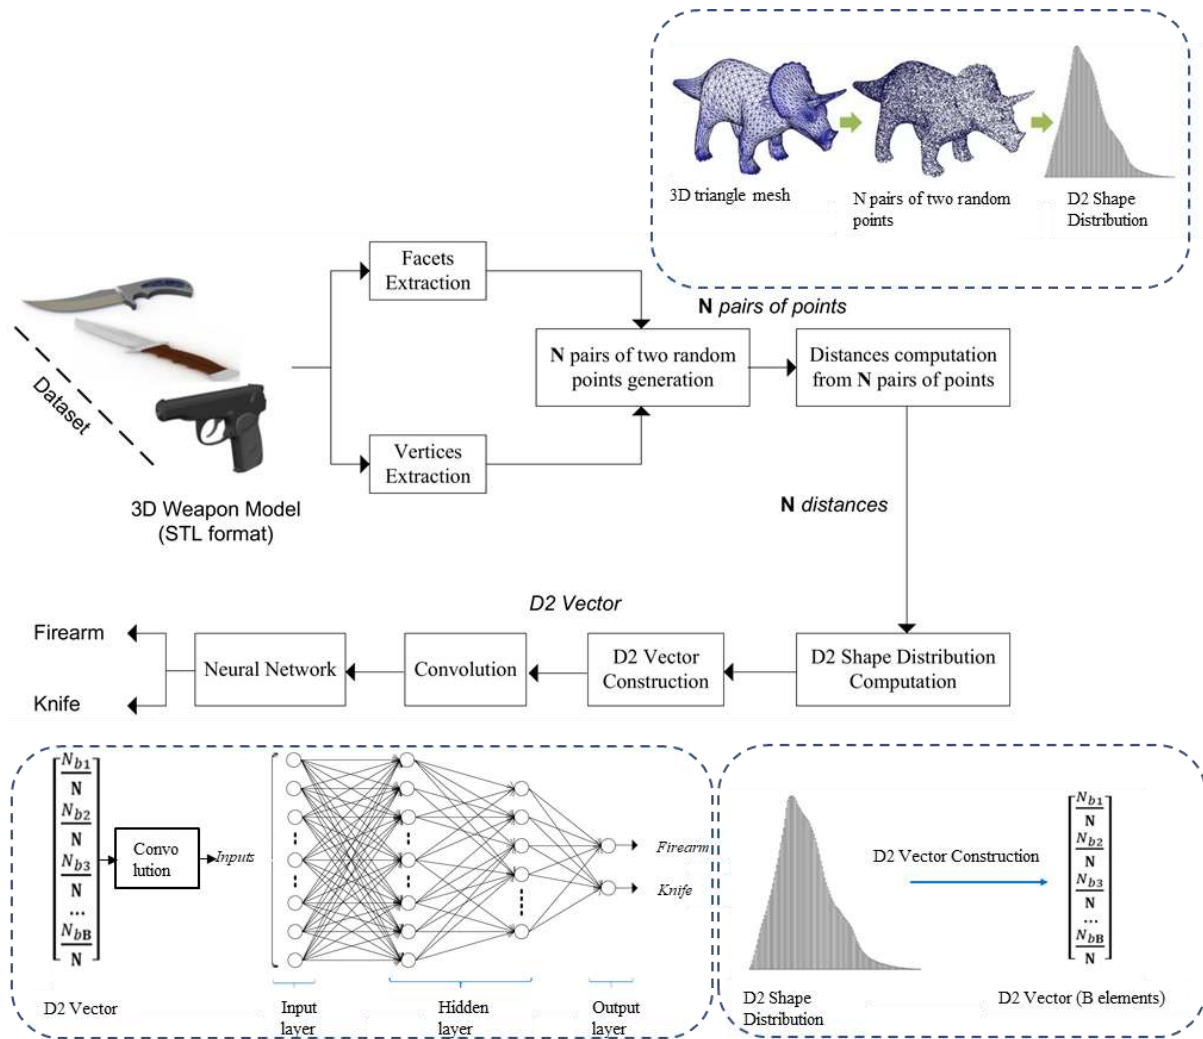 3D triangle mesh
N pairs of two random
points
D2 Shape
Distribution
Facets
Extraction
N pairs of points
N pairs of two random
points generation
Distances computation
from N pairs of points
Dataset
Vertices
Extraction
3D Weapon Model
(STL format)
N distances
D2 Vector
Firearm
Knife
Neural Network
Convolution
D2 Vector
Construction
D2 Shape Distribution
Computation
N_b1
N
N_b2
N
N_b3
N
...
N_bB
N
Convo
lution
Inputs
Firearm
Knife
D2 Vector
Input
layer
Hidden
layer
Output
layer
D2 Vector Construction
N_b1
N
N_b2
N
N_b3
N
...
N_bB
N
D2 Shape
Distribution
D2 Vector (B elements)